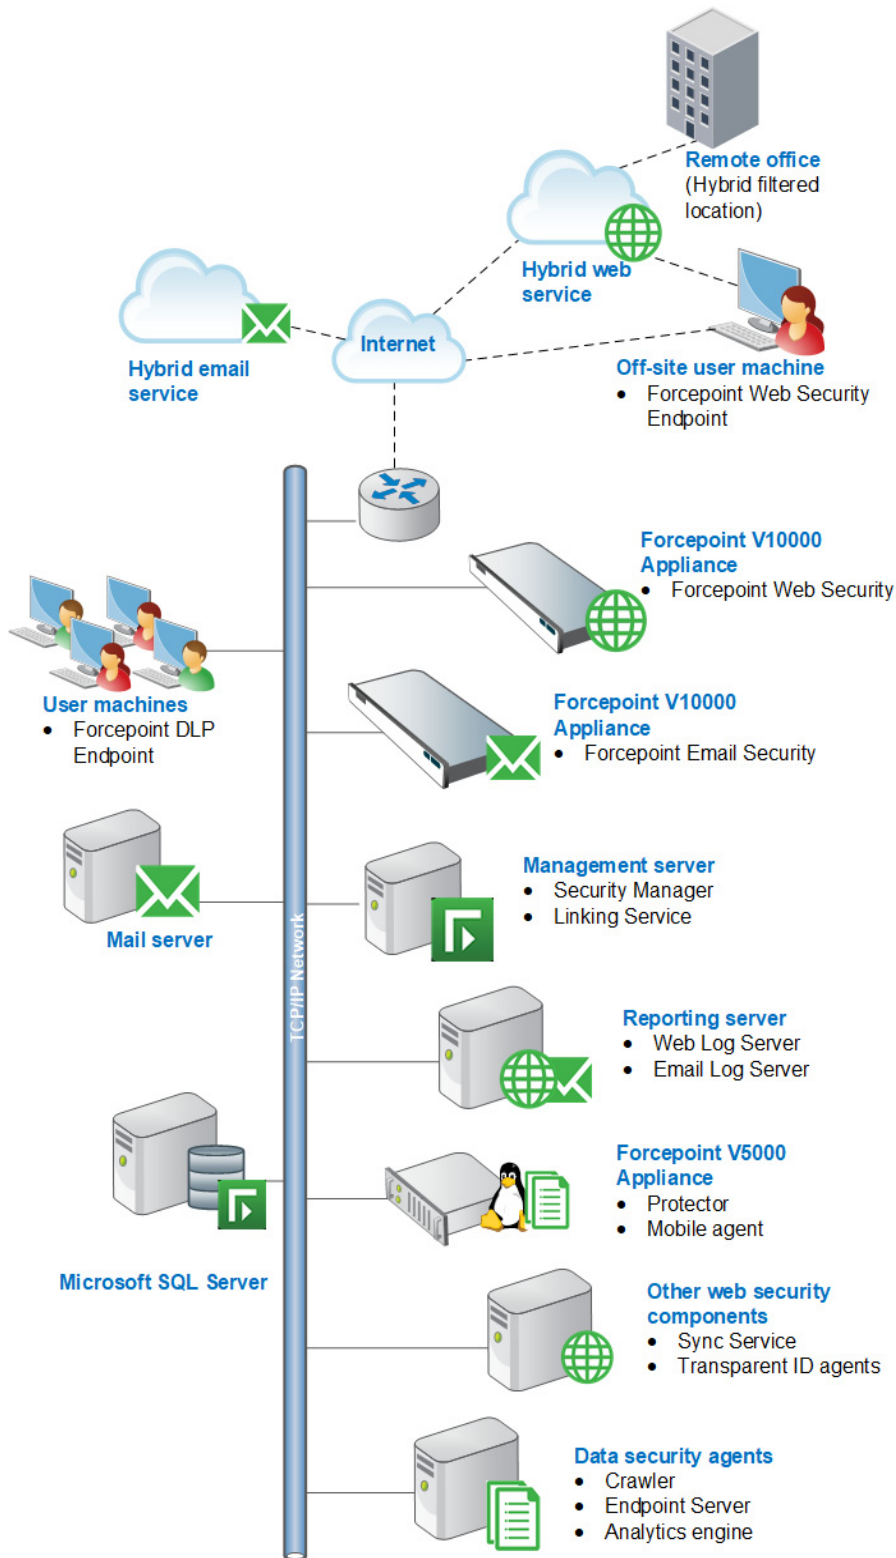 Remote office
(Hybrid filtered
location)
Hybrid web
service
Internet
Hybrid email
service
Off-site user machine
• Forcepoint Web Security
Endpoint
Forcepoint V10000
Appliance
• Forcepoint Web Security
User machines
• Forcepoint DLP
Endpoint
Forcepoint V10000
Appliance
• Forcepoint Email Security
Mail server
Management server
• Security Manager
• Linking Service
TCP/IP Network
Reporting server
• Web Log Server
• Email Log Server
Microsoft SQL Server
Forcepoint V5000
Appliance
• Protector
• Mobile agent
Other web security
components
• Sync Service
• Transparent ID agents
Data security agents
• Crawler
• Endpoint Server
• Analytics engine